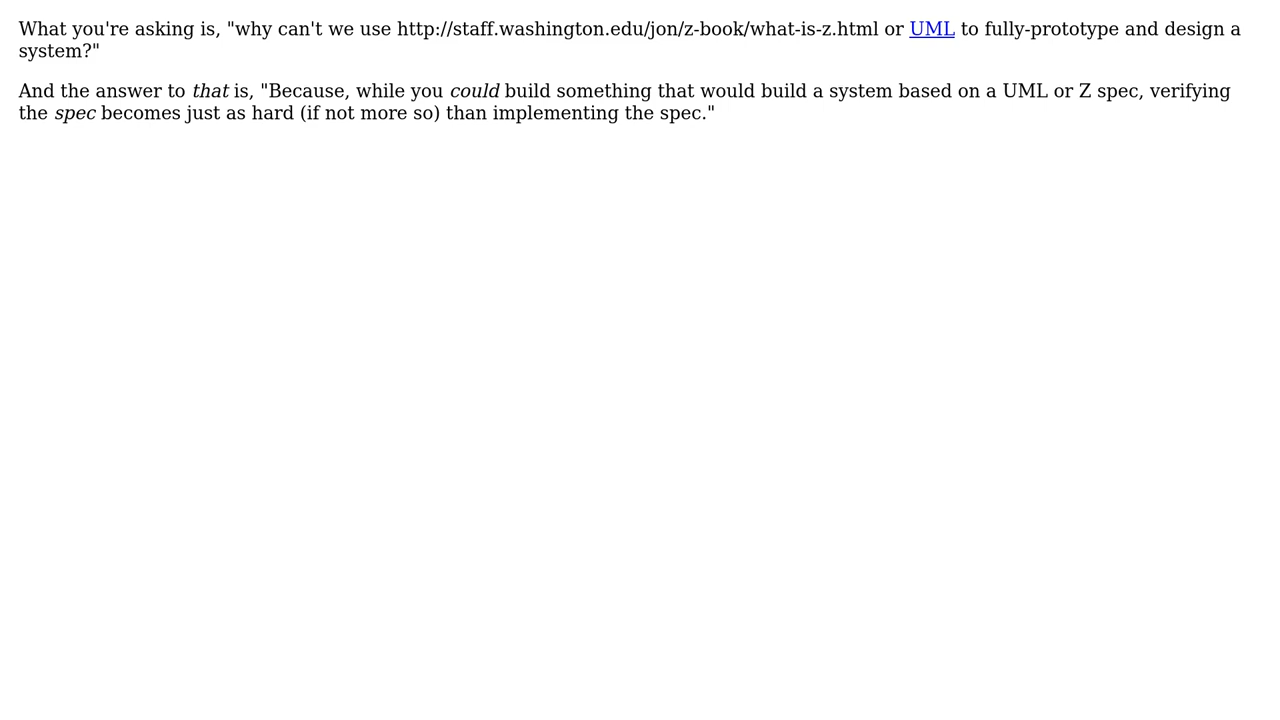 What you're asking is, "why can't we use http://staff.washington.edu/jon/z-book/what-is-z.html or UML to fully-prototype and design a
system?"
And the answer to that is, "Because, while you could build something that would build a system based on a UML or Z spec, verifying
the spec becomes just as hard (if not more so) than implementing the spec."